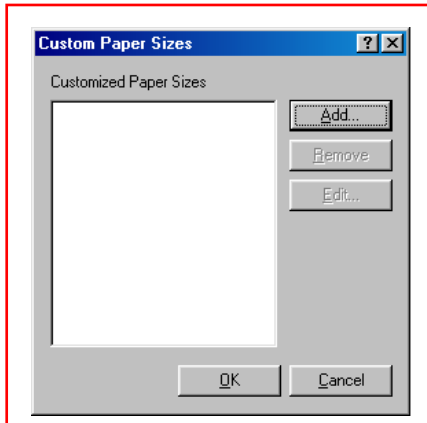 Custom Paper Sizes
Customized Paper Sizes
Add...
Remove
Edit...
OK
Cancel